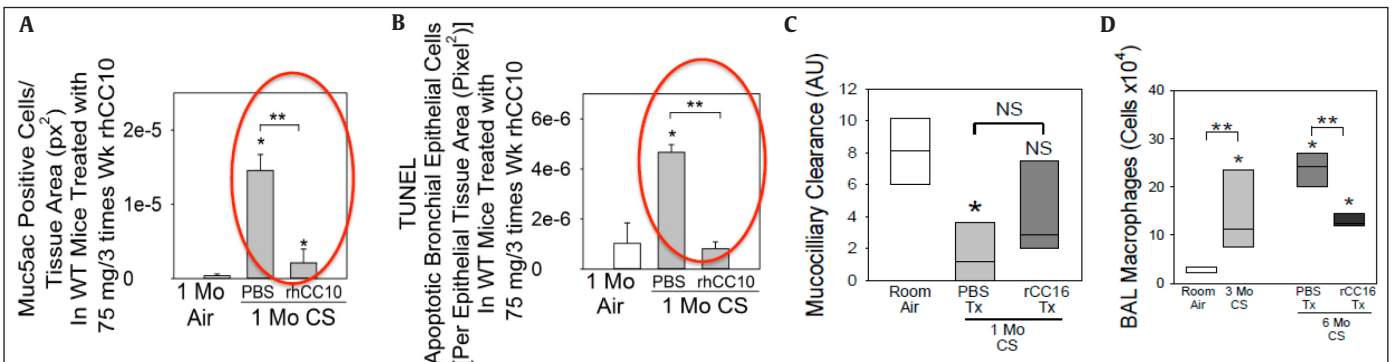 A
Muc5ac Positive Cells/
Tissue Area (px²)
In WT Mice Treated with
75 mg/3 times Wk rhCC10
2e-5
1e-5
0
**
*
*
1 Mo
Air
PBS rhCC10
1 Mo CS
B
TUNEL
Apoptotic Bronchial Epithelial Cells
[Per Epithelial Tissue Area (Pixel²)]
In WT Mice Treated with
75 mg/3 times Wk rhCC10
6e-6
4e-6
2e-6
0
**
*
1 Mo
Air
PBS rhCC10
1 Mo CS
C
Mucocilliary Clearance (AU)
12
10
8
6
4
2
0
NS
NS
*
Room
Air
PBS
Tx
rCC16
Tx
1 Mo
CS
D
BAL Macrophages (Cells x10⁴)
40
30
20
10
0
**
*
**
*
*
Room
Air
3 Mo
CS
PBS
Tx
rCC16
Tx
6 Mo
CS